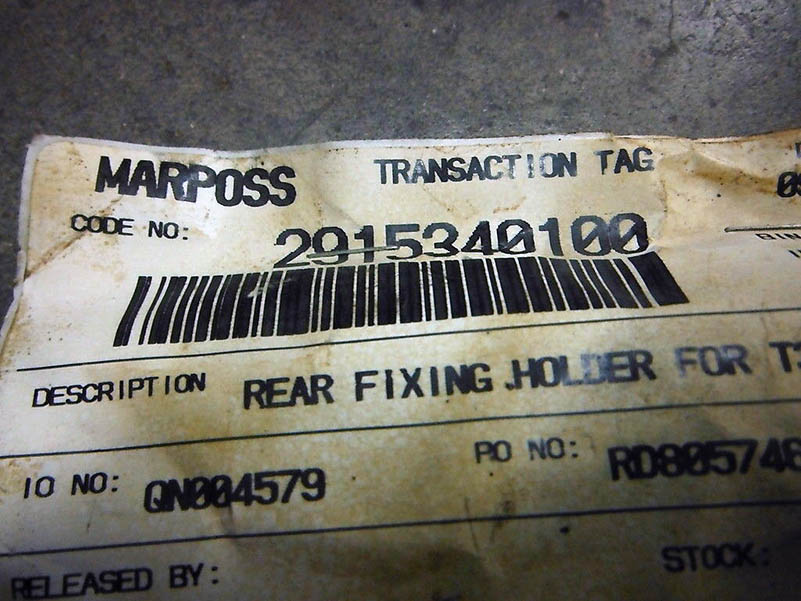 MARPOSS TRANSACTION TAG
CODE NO: 2915340100
DESCRIPTION REAR FIXING HOLDER FOR
IO NO: QN004579 PO NO: RD805748
RELEASED BY: STOCK: